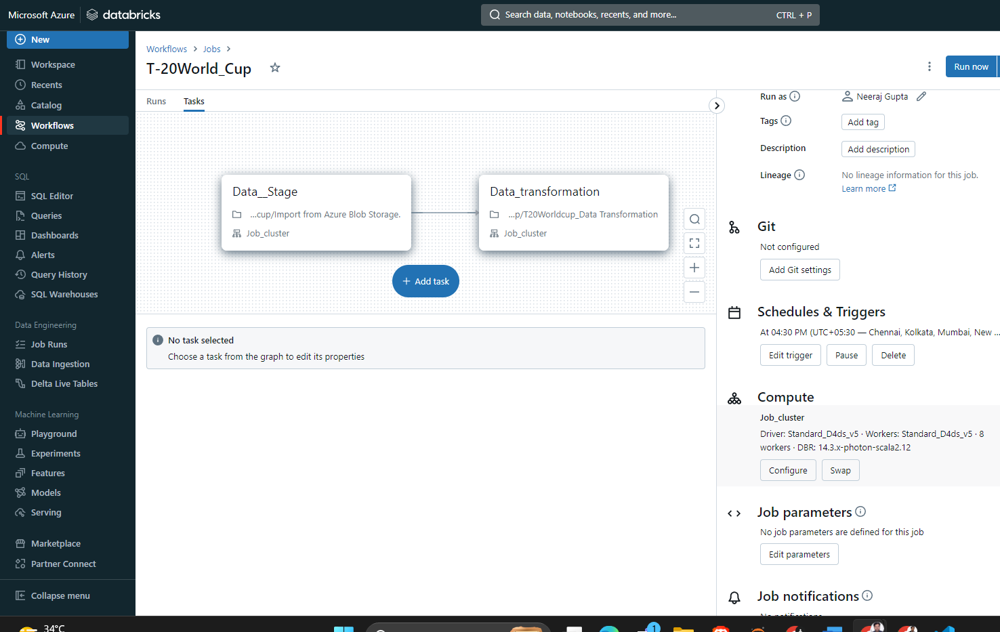 Microsoft Azure
databricks
Search data, notebooks, recents, and more...
CTRL + P
New
Workspace
Recents
Catalog
Workflows
Compute
SQL
SQL Editor
Queries
Dashboards
Alerts
Query History
SQL Warehouses
Data Engineering
Job Runs
Data Ingestion
Delta Live Tables
Machine Learning
Playground
Experiments
Features
Models
Serving
Marketplace
Partner Connect
Collapse menu
Workflows > Jobs >
T-20World_Cup
Run now
Runs
Tasks
Data__Stage
...cup/Import from Azure Blob Storage.
Job_cluster
Data_transformation
...p/T20Worldcup_Data Transformation
Job_cluster
+ Add task
No task selected
Choose a task from the graph to edit its properties
Run as
Neeraj Gupta
Tags
Add tag
Description
Add description
Lineage
No lineage information for this job.
Learn more
Git
Not configured
Add Git settings
Schedules & Triggers
At 04:30 PM (UTC+05:30 — Chennai, Kolkata, Mumbai, New ...
Edit trigger
Pause
Delete
Compute
Job_cluster
Driver: Standard_D4ds_v5 · Workers: Standard_D4ds_v5 · 8
workers · DBR: 14.3.x-photon-scala2.12
Configure
Swap
Job parameters
No job parameters are defined for this job
Edit parameters
Job notifications
No notifications
34°C
1